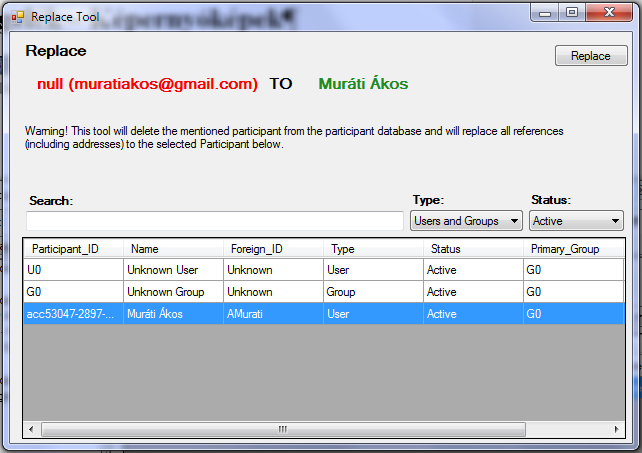 Replace Tool
Képernyőképek¶
Replace
Replace
null (muratiakos@gmail.com) TO Muráti Ákos
Warning! This tool will delete the mentioned participant from the participant database and will replace all references
(including addresses) to the selected Participant below.
Search: Type: Status:
Users and Groups Active
Participant_ID Name Foreign_ID Type Status Primary_Group
U0 Unknown User Unknown User Active G0
G0 Unknown Group Unknown Group Active G0
acc53047-2897-... Muráti Ákos AMurati User Active G0